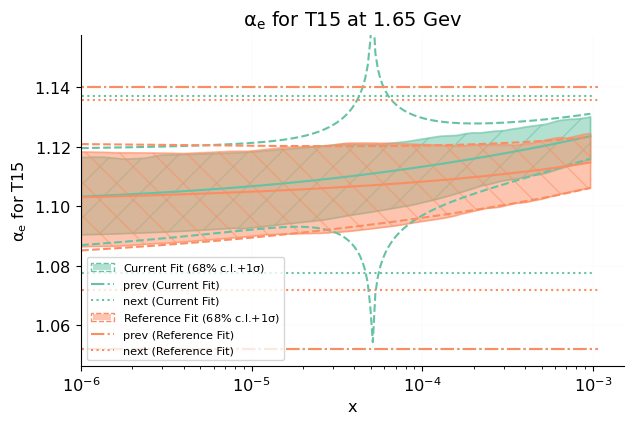 αe for T15 at 1.65 Gev
αe for T15
1.14
1.12
1.10
1.08
1.06
Current Fit (68% c.l.+1σ)
prev (Current Fit)
next (Current Fit)
Reference Fit (68% c.l.+1σ)
prev (Reference Fit)
next (Reference Fit)
10⁻⁶ 10⁻⁵ 10⁻⁴ 10⁻³
x